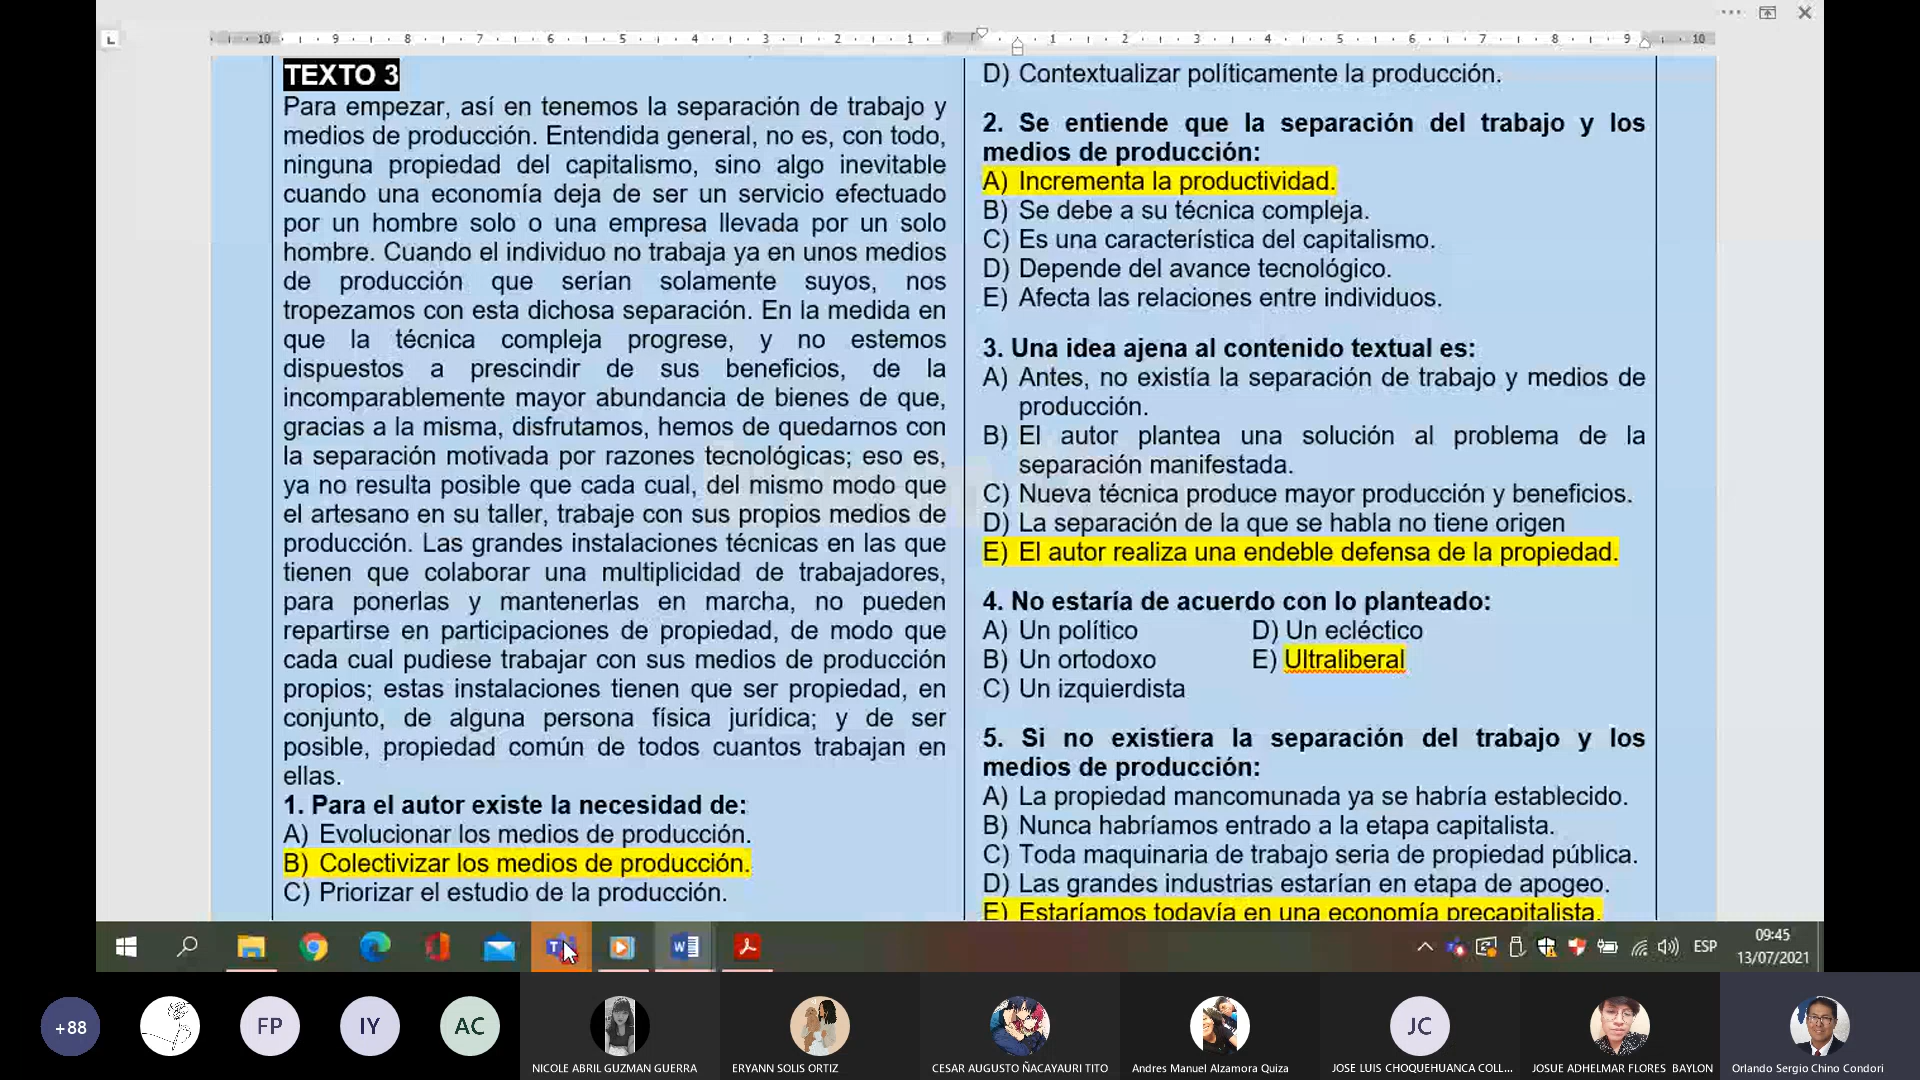 10 9 8 7 6 5 4 3 2 1 1 2 3 4 5 6 7 8 9 10
TEXTO 3
Para empezar, así en tenemos la separación de trabajo y
medios de producción. Entendida general, no es, con todo,
ninguna propiedad del capitalismo, sino algo inevitable
cuando una economía deja de ser un servicio efectuado
por un hombre solo o una empresa llevada por un solo
hombre. Cuando el individuo no trabaja ya en unos medios
de producción que serían solamente suyos, nos
tropezamos con esta dichosa separación. En la medida en
que la técnica compleja progrese, y no estemos
dispuestos a prescindir de sus beneficios, de la
incomparablemente mayor abundancia de bienes de que,
gracias a la misma, disfrutamos, hemos de quedarnos con
la separación motivada por razones tecnológicas; eso es,
ya no resulta posible que cada cual, del mismo modo que
el artesano en su taller, trabaje con sus propios medios de
producción. Las grandes instalaciones técnicas en las que
tienen que colaborar una multiplicidad de trabajadores,
para ponerlas y mantenerlas en marcha, no pueden
repartirse en participaciones de propiedad, de modo que
cada cual pudiese trabajar con sus medios de producción
propios; estas instalaciones tienen que ser propiedad, en
conjunto, de alguna persona física jurídica; y de ser
posible, propiedad común de todos cuantos trabajan en
ellas.
1. Para el autor existe la necesidad de:
A) Evolucionar los medios de producción.
B) Colectivizar los medios de producción.
C) Priorizar el estudio de la producción.
D) Contextualizar políticamente la producción.
2. Se entiende que la separación del trabajo y los
medios de producción:
A) Incrementa la productividad.
B) Se debe a su técnica compleja.
C) Es una característica del capitalismo.
D) Depende del avance tecnológico.
E) Afecta las relaciones entre individuos.
3. Una idea ajena al contenido textual es:
A) Antes, no existía la separación de trabajo y medios de
producción.
B) El autor plantea una solución al problema de la
separación manifestada.
C) Nueva técnica produce mayor producción y beneficios.
D) La separación de la que se habla no tiene origen
E) El autor realiza una endeble defensa de la propiedad.
4. No estaría de acuerdo con lo planteado:
A) Un político D) Un ecléctico
B) Un ortodoxo E) Ultraliberal
C) Un izquierdista
5. Si no existiera la separación del trabajo y los
medios de producción:
A) La propiedad mancomunada ya se habría establecido.
B) Nunca habríamos entrado a la etapa capitalista.
C) Toda maquinaria de trabajo seria de propiedad pública.
D) Las grandes industrias estarían en etapa de apogeo.
E) Estaríamos todavía en una economía precapitalista.
ESP
09:45
13/07/2021
+88
FP
IY
AC
JC
NICOLE ABRIL GUZMAN GUERRA
ERYANN SOLIS ORTIZ
CESAR AUGUSTO ÑACAYAURI TITO
Andres Manuel Alzamora Quiza
JOSE LUIS CHOQUEHUANCA COLL...
JOSUE ADHELMAR FLORES BAYLON
Orlando Sergio Chino Condori